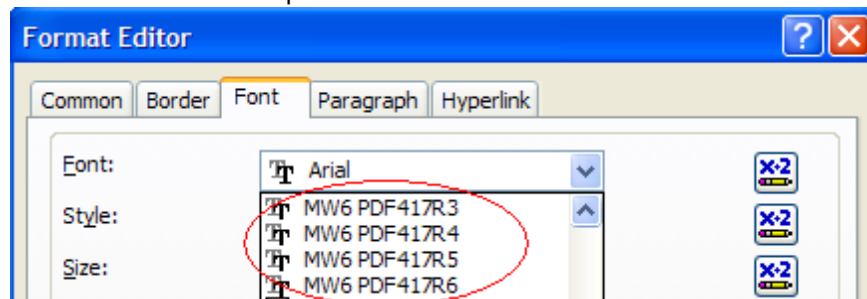 Format Editor
Common Border Font Paragraph Hyperlink
Font: Arial
MW6 PDF417R3
Style: MW6 PDF417R4
MW6 PDF417R5
Size: MW6 PDF417R6